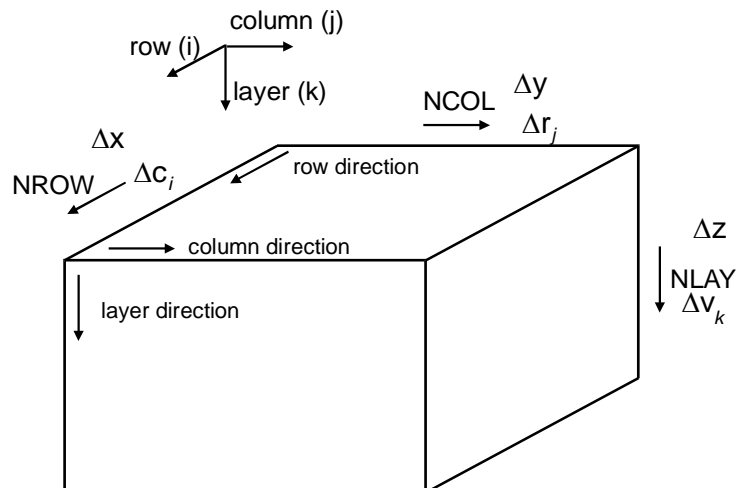 column (j)
row (i)
layer (k)
NCOL
Δy
Δr_j
Δx
NROW
Δc_i
row direction
column direction
layer direction
Δz
NLAY
Δv_k